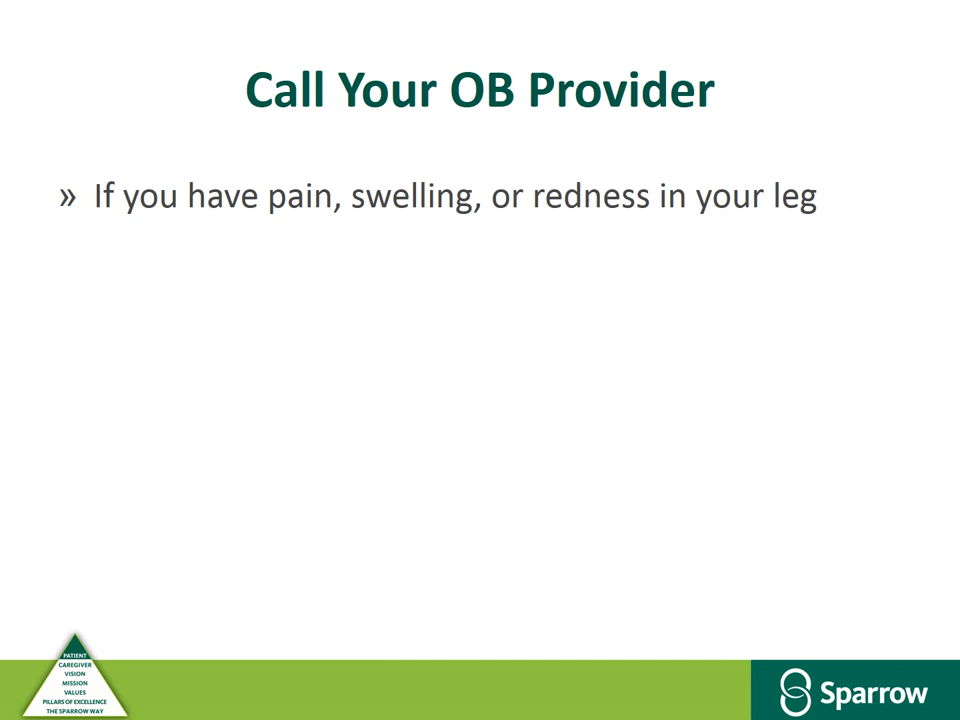 Call Your OB Provider
» If you have pain, swelling, or redness in your leg
PATIENT
CAREGIVER
VISION
MISSION
VALUES
PILLARS OF EXCELLENCE
THE SPARROW WAY
Sparrow